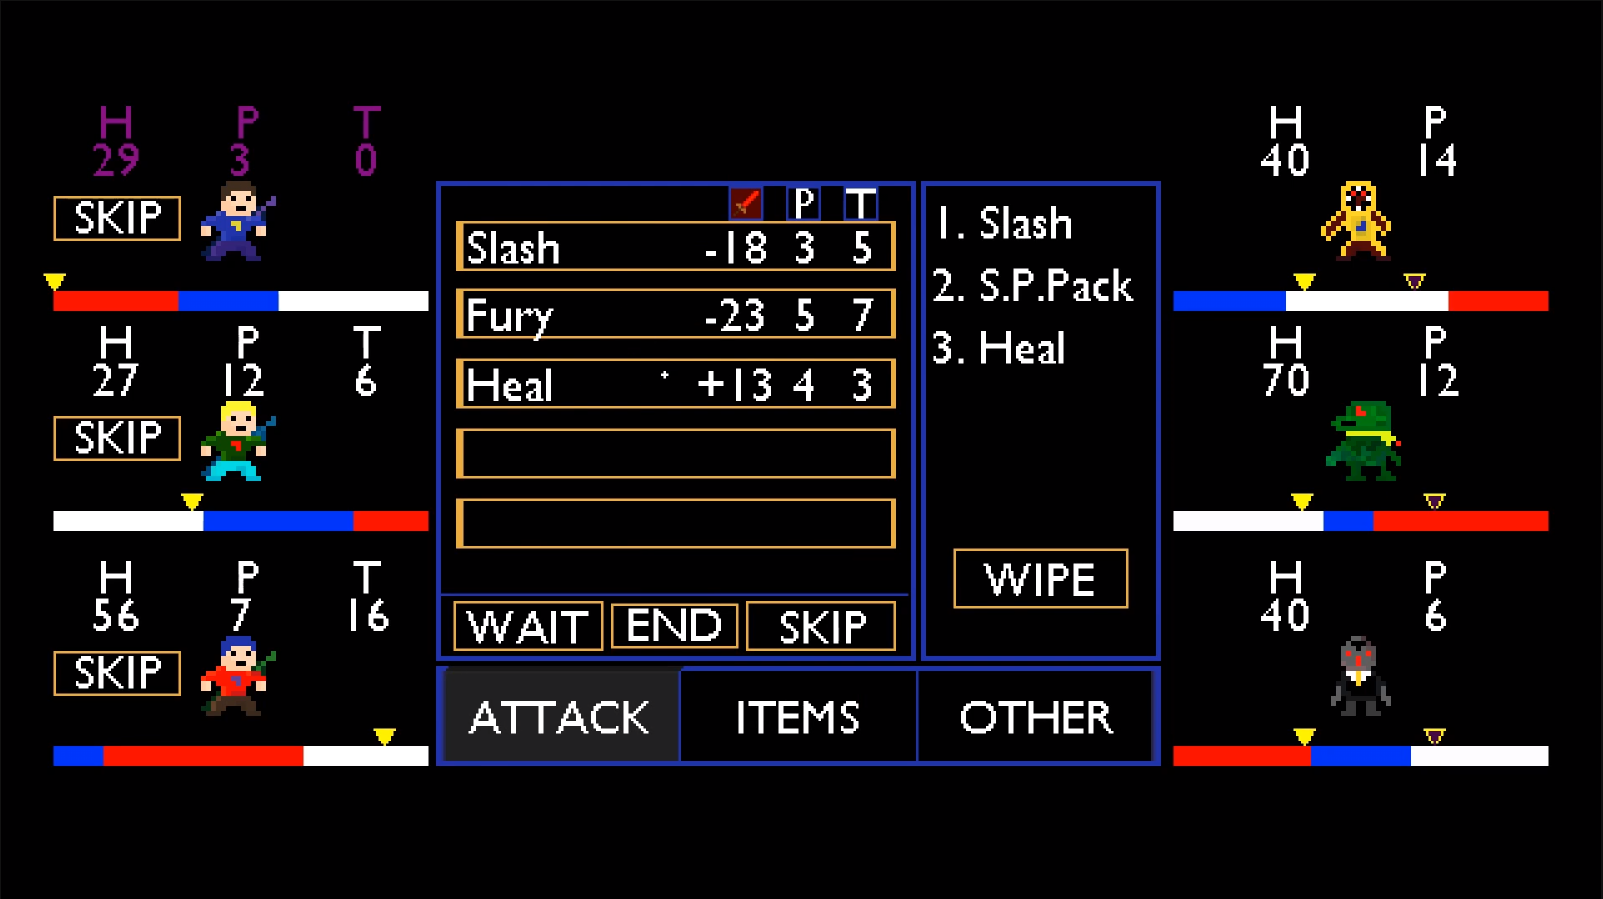 H P T
29 3 0
SKIP
H P T
27 12 6
SKIP
H P T
56 7 16
SKIP
P T
Slash -18 3 5
Fury -23 5 7
Heal +13 4 3
WAIT END SKIP
1. Slash
2. S.P.Pack
3. Heal
WIPE
ATTACK ITEMS OTHER
H P
40 14
H P
70 12
H P
40 6